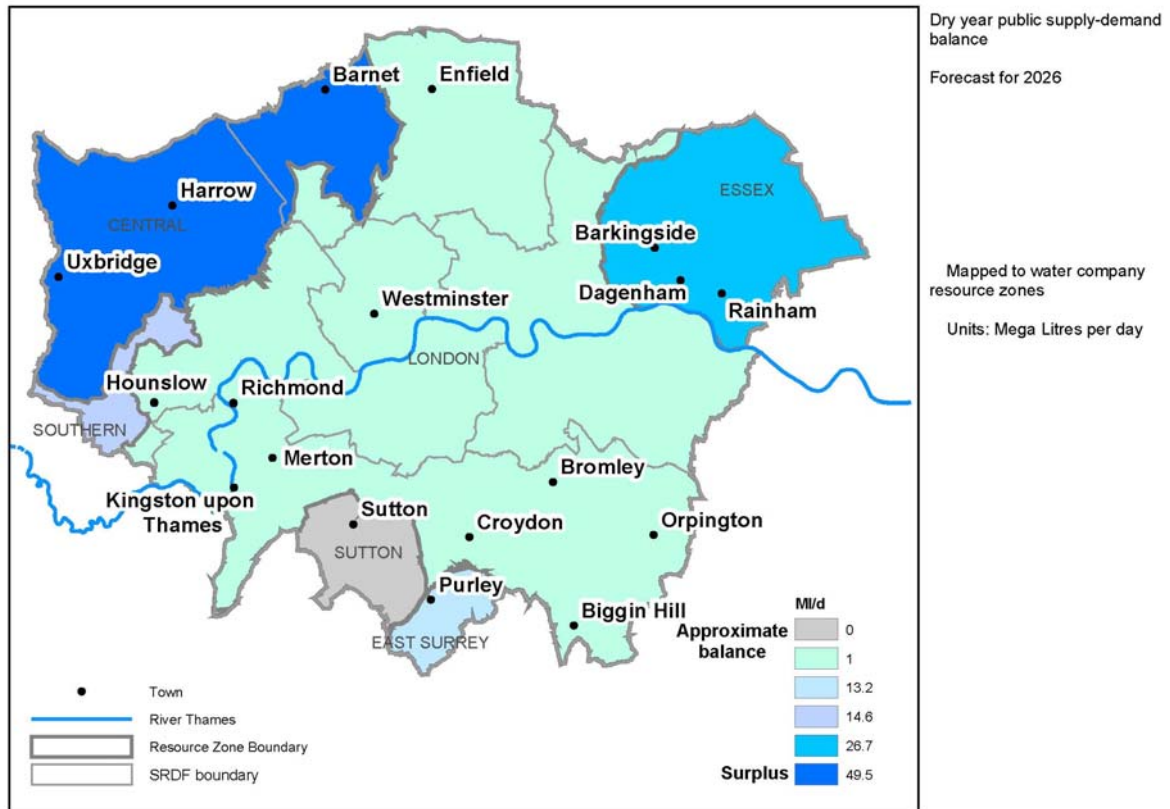 Dry year public supply-demand
balance
Forecast for 2026
Barnet
Enfield
Harrow
CENTRAL
ESSEX
Uxbridge
Barkingside
Dagenham
Rainham
Westminster
LONDON
Hounslow
Richmond
SOUTHERN
Merton
Bromley
Kingston upon
Thames
Sutton
SUTTON
Croydon
Orpington
Purley
EAST SURREY
Biggin Hill
Mapped to water company
resource zones
Units: Mega Litres per day
Town
River Thames
Resource Zone Boundary
SRDF boundary
Ml/d
Approximate
balance
0
1
13.2
14.6
26.7
Surplus 49.5